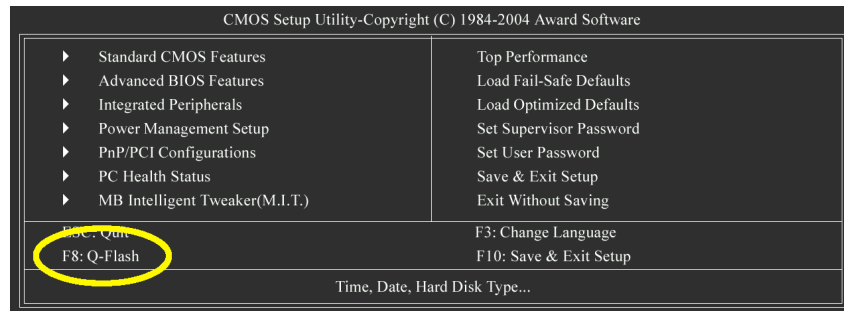 CMOS Setup Utility-Copyright (C) 1984-2004 Award Software
Standard CMOS Features
Advanced BIOS Features
Integrated Peripherals
Power Management Setup
PnP/PCI Configurations
PC Health Status
MB Intelligent Tweaker(M.I.T.)
Top Performance
Load Fail-Safe Defaults
Load Optimized Defaults
Set Supervisor Password
Set User Password
Save & Exit Setup
Exit Without Saving
ESC: Quit
F3: Change Language
F8: Q-Flash
F10: Save & Exit Setup
Time, Date, Hard Disk Type...